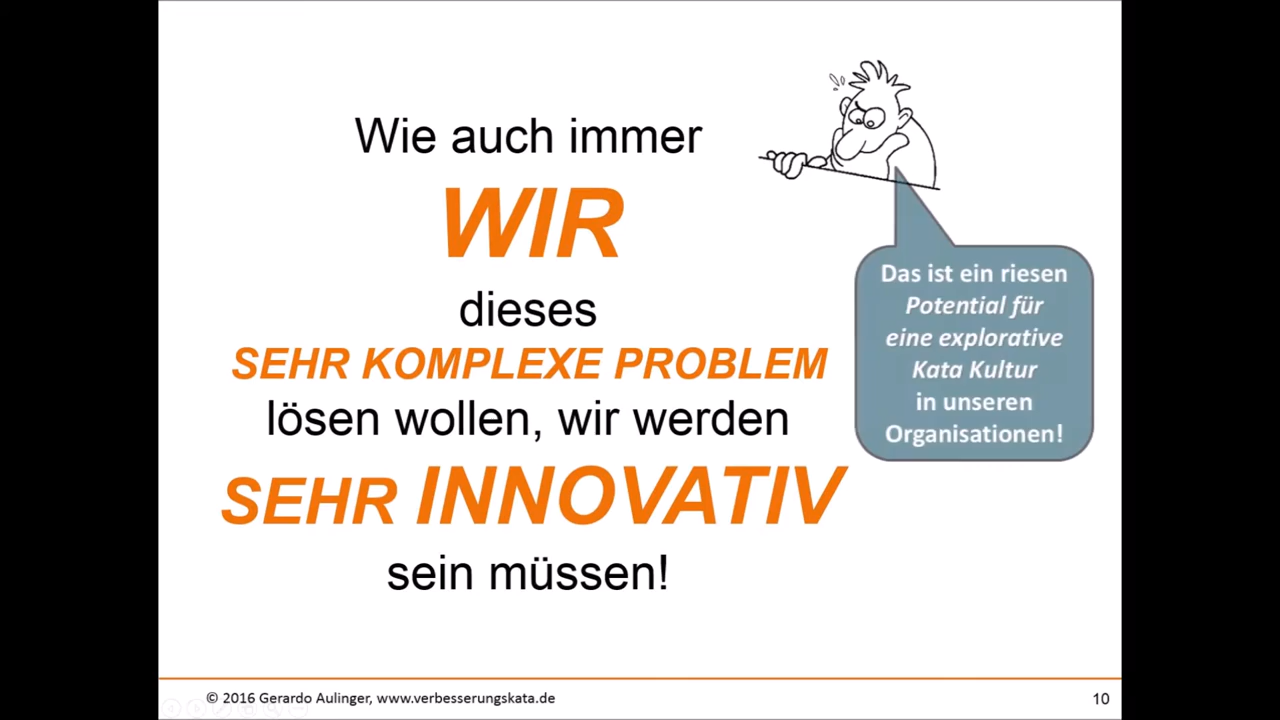 Wie auch immer
WIR
dieses
SEHR KOMPLEXE PROBLEM
lösen wollen, wir werden
SEHR INNOVATIV
sein müssen!
Das ist ein riesen
Potential für
eine explorative
Kata Kultur
in unseren
Organisationen!
© 2016 Gerardo Aulinger, www.verbesserungskata.de
10